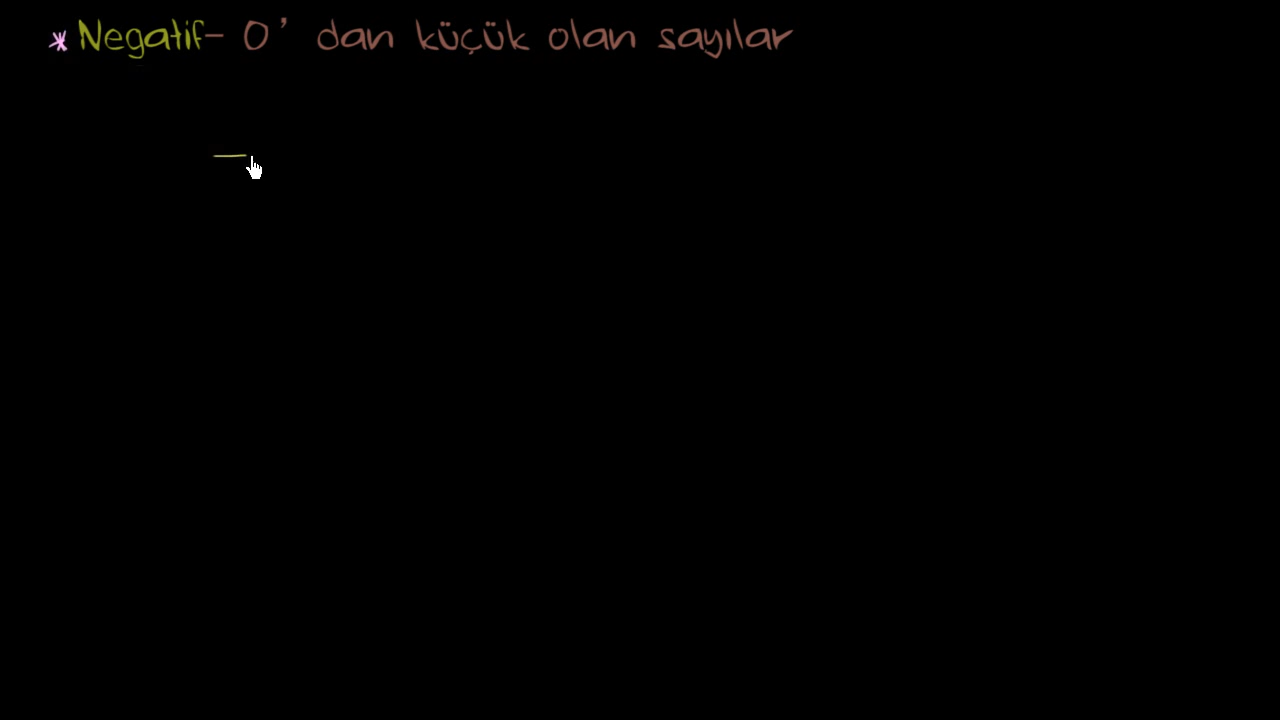 * Negatif- 0' dan küçük olan sayılar
—